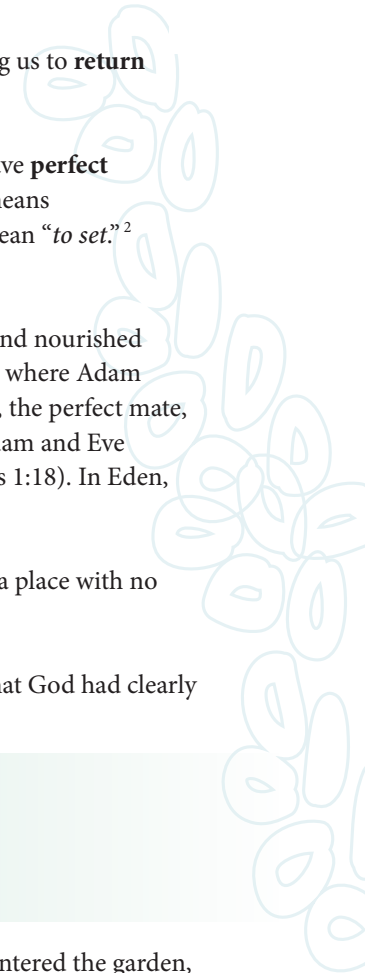 g us to return
ve perfect
eans
ean “to set.” 2
nd nourished
where Adam
, the perfect mate,
am and Eve
s 1:18). In Eden,
a place with no
at God had clearly
ntered the garden,